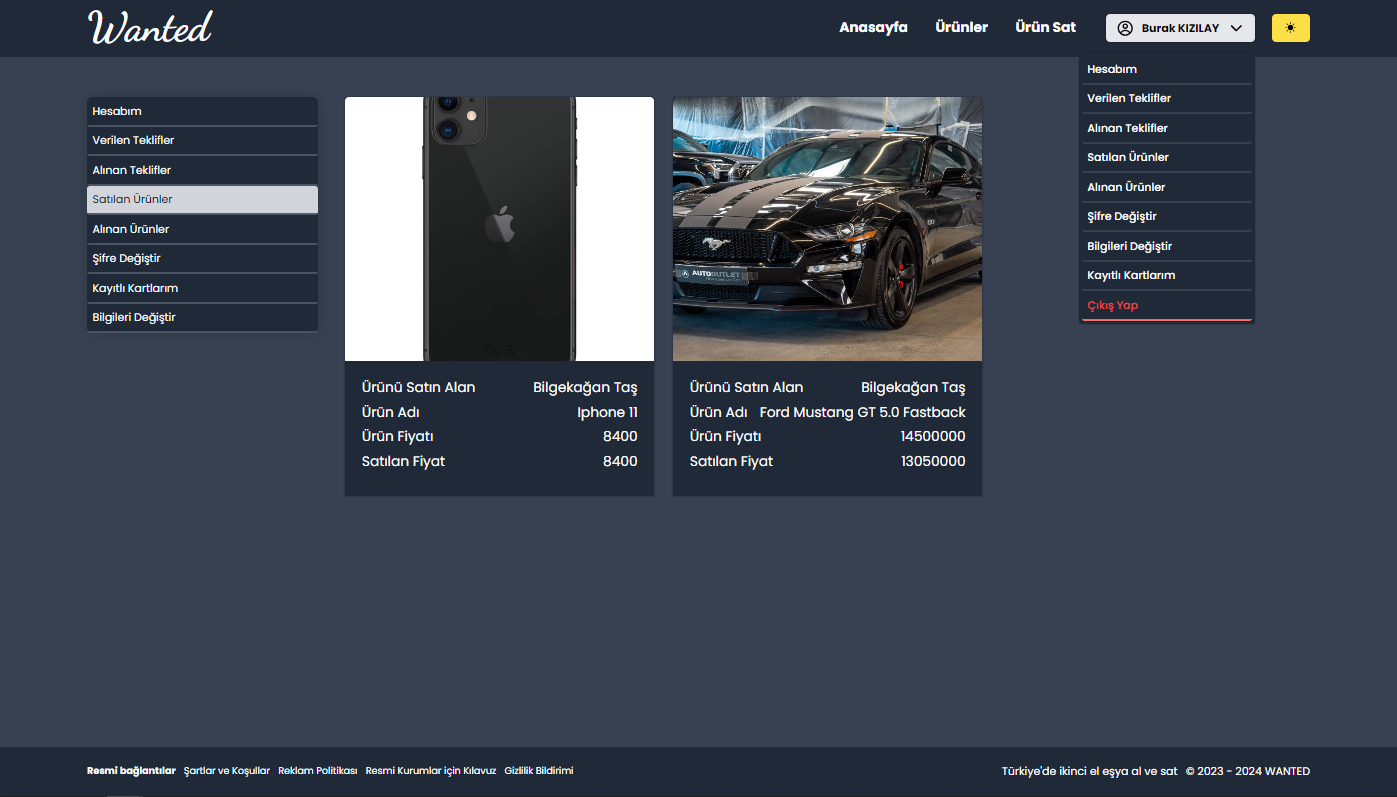 Wanted
Anasayfa Ürünler Ürün Sat Burak KIZILAY
Hesabım
Verilen Teklifler
Alınan Teklifler
Satılan Ürünler
Alınan Ürünler
Şifre Değiştir
Kayıtlı Kartlarım
Bilgileri Değiştir
Ürünü Satın Alan Bilgekağan Taş
Ürün Adı Iphone 11
Ürün Fiyatı 8400
Satılan Fiyat 8400
AUTOOUTLET
Ürünü Satın Alan Bilgekağan Taş
Ürün Adı Ford Mustang GT 5.0 Fastback
Ürün Fiyatı 14500000
Satılan Fiyat 13050000
Hesabım
Verilen Teklifler
Alınan Teklifler
Satılan Ürünler
Alınan Ürünler
Şifre Değiştir
Bilgileri Değiştir
Kayıtlı Kartlarım
Çıkış Yap
Resmi bağlantılar Şartlar ve Koşullar Reklam Politikası Resmi Kurumlar için Kılavuz Gizlilik Bildirimi
Türkiye'de ikinci el eşya al ve sat © 2023 - 2024 WANTED